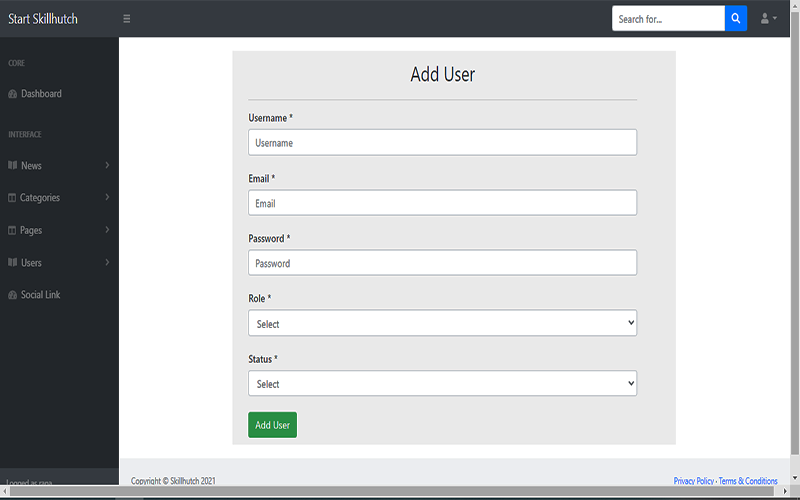 Start Skillhutch
Search for...
CORE
Dashboard
INTERFACE
News
Categories
Pages
Users
Social Link
Logged as rana
Add User
Username *
Username
Email *
Email
Password *
Password
Role *
Select
Status *
Select
Add User
Copyright © Skillhutch 2021
Privacy Policy · Terms & Conditions